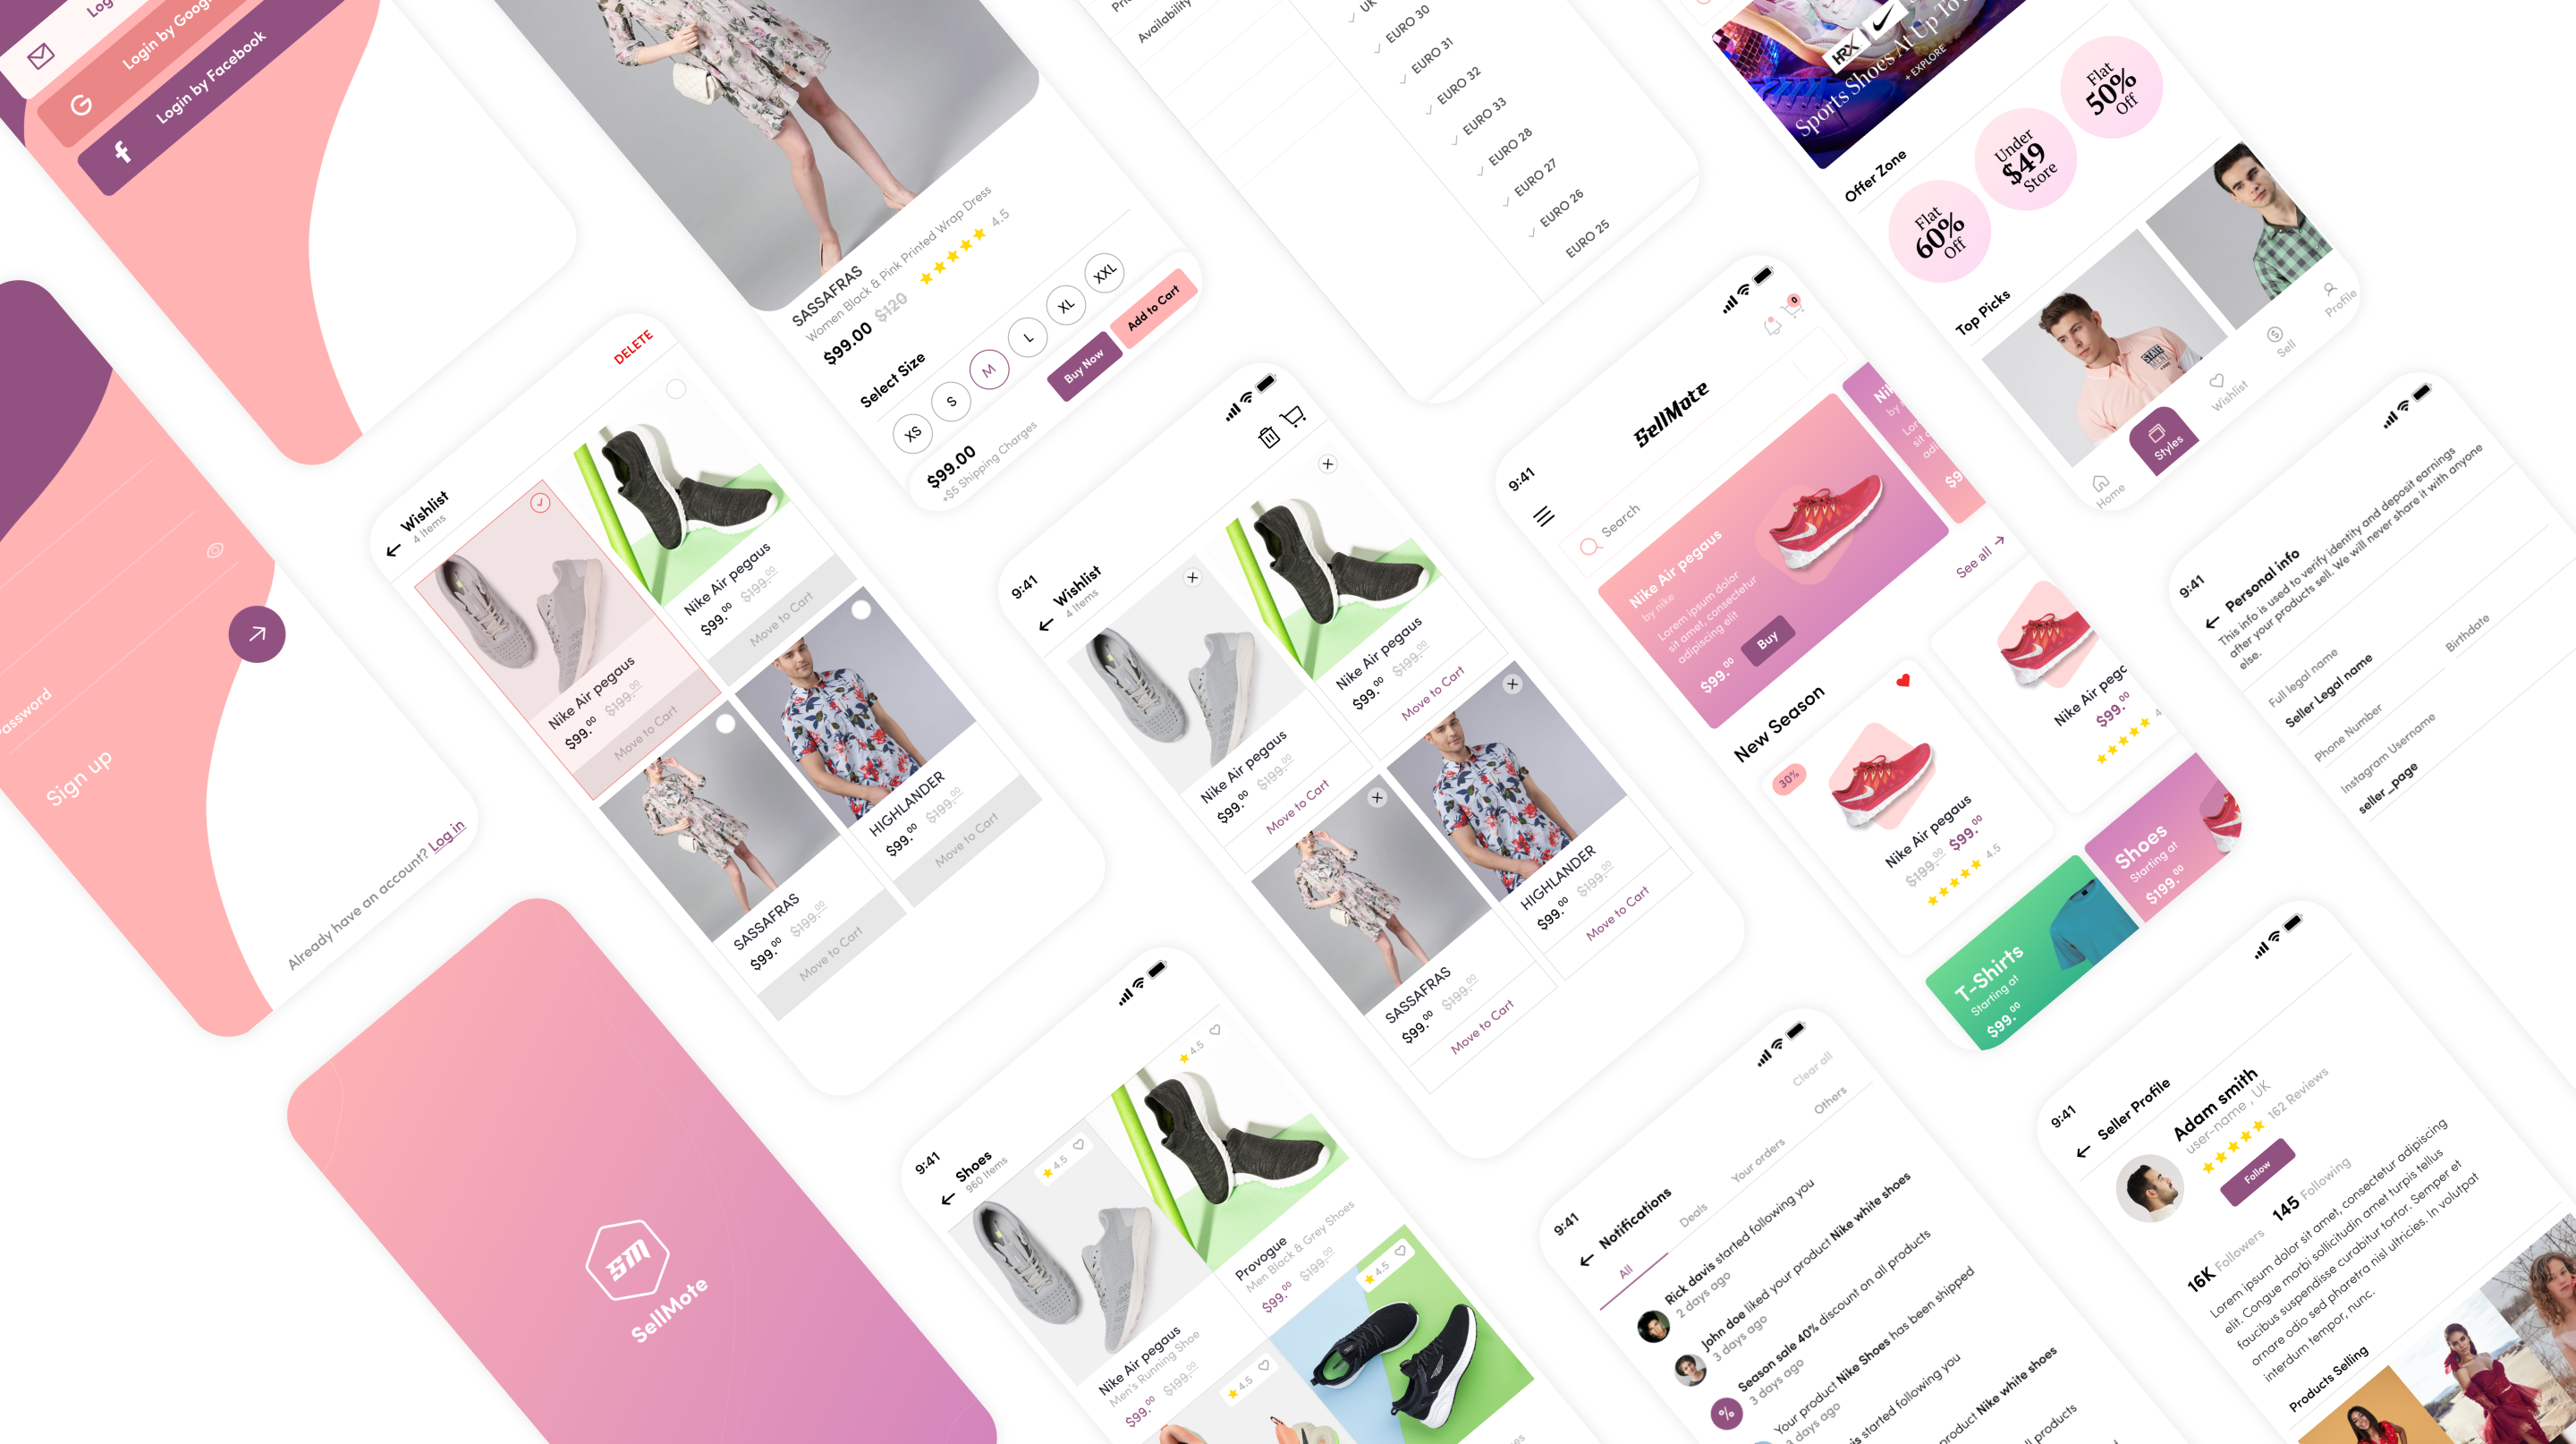 Login by Google
Login by Facebook
Password
Sign up
Already have an account? Log in
SM
SellMote
DELETE
Wishlist
4 Items
Nike Air pegaus
$99.00 $199.00
Move to Cart
Nike Air pegaus
$99.00 $199.00
Move to Cart
SASSAFRAS
$99.00 $199.00
Move to Cart
HIGHLANDER
$99.00 $199.00
Move to Cart
SASSAFRAS
Women Black & Pink Printed Wrap Dress
$99.00 $120 4.5
Select Size
XS S M L XL XXL
$99.00
+$5 Shipping Charges
Buy Now
Add to Cart
9:41
Wishlist
4 Items
Nike Air pegaus
$99.00 $199.00
Move to Cart
Nike Air pegaus
$99.00 $199.00
Move to Cart
SASSAFRAS
$99.00 $199.00
Move to Cart
HIGHLANDER
$99.00 $199.00
Move to Cart
9:41
Shoes
960 Items
4.5
Nike Air pegaus
Men's Running Shoe
$99.00 $199.00
4.5
Provogue
Men Black & Grey Shoes
$99.00 $199.00
4.5
4.5
Availability
UK
EURO 30
EURO 31
EURO 32
EURO 33
EURO 28
EURO 27
EURO 26
EURO 25
9:41
0
SellMote
Search
Nike Air pegaus
by nike
Lorem ipsum dolor
sit amet, consectetur
adipiscing elit
$99.00
Buy
See all
New Season
30%
Nike Air pegaus
$199.00 $99.00
4.5
Nike Air pega
$99.00
T-Shirts
Starting at
$99.00
Shoes
Starting at
$199.00
HRX
Sports Shoes At Up To
+ EXPLORE
Offer Zone
Flat
60%
Off
Under
$49
Store
Flat
50%
Off
Top Picks
Home
Styles
Wishlist
Sell
Profile
9:41
Personal info
This info is used to verify identity and deposit earnings
after your products sell. We will never share it with anyone
else.
Full legal name
Seller Legal name
Birthdate
Phone Number
Instagram Username
seller_page
9:41
Notifications
Clear all
All
Deals
Your orders
Others
Rick davis started following you
2 days ago
John doe liked your product Nike white shoes
3 days ago
Season sale 40% discount on all products
3 days ago
Your product Nike Shoes has been shipped
3 days ago
started following you
product Nike white shoes
products
9:41
Seller Profile
Adam smith
user-name , UK
162 Reviews
Follow
16K Followers 145 Following
Lorem ipsum dolor sit amet, consectetur adipiscing
elit. Congue morbi sollicitudin amet turpis tellus
faucibus suspendisse curabitur tortor. Semper et
ornare odio sed pharetra nisl ultricies. In volutpat
interdum tempor, nunc.
Products Selling